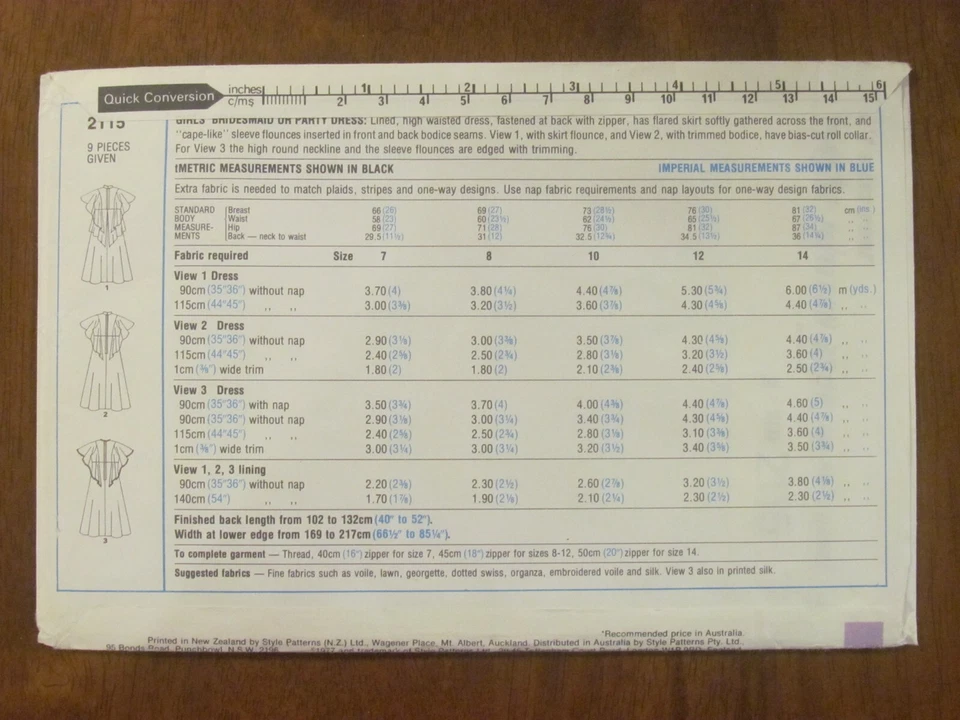 Quick Conversion
inches 1 2 3 4 5 6
c/ms 2 4 5 6 7 8 9 10 11 12 13 14 15
2115
9 PIECES
GIVEN
GIRLS' BRIDESMAID OR PARTY DRESS: Lined, high waisted dress, fastened at back with zipper, has flared skirt softly gathered across the front, and
"cape-like" sleeve flounces inserted in front and back bodice seams. View 1, with skirt flounce, and View 2, with trimmed bodice, have bias-cut roll collar.
For View 3 the high round neckline and the sleeve flounces are edged with trimming.
†METRIC MEASUREMENTS SHOWN IN BLACK IMPERIAL MEASUREMENTS SHOWN IN BLUE
Extra fabric is needed to match plaids, stripes and one-way designs. Use nap fabric requirements and nap layouts for one-way design fabrics.
STANDARD Breast 66 (26) 69 (27) 73 (28½) 76 (30) 81 (32) cm (ins.)
BODY Waist 58 (23) 60 (23½) 62 (24½) 65 (25½) 67 (26½) ,, ,,
MEASURE- Hip 69 (27) 71 (28) 76 (30) 81 (32) 87 (34) ,, ,,
MENTS Back — neck to waist 29.5 (11½) 31 (12) 32.5 (12¾) 34.5 (13½) 36 (14¼) ,, ,,
Fabric required Size 7 8 10 12 14
View 1 Dress
90cm (35"36") without nap 3.70 (4) 3.80 (4¼) 4.40 (4⅞) 5.30 (5¾) 6.00 (6½) m (yds.)
115cm (44"45") ,, ,, 3.00 (3⅜) 3.20 (3½) 3.60 (3⅞) 4.30 (4⅝) 4.40 (4⅞) ,, ,,
View 2 Dress
90cm (35"36") without nap 2.90 (3⅛) 3.00 (3⅜) 3.50 (3⅞) 4.30 (4⅝) 4.40 (4⅞) ,, ,,
115cm (44"45") ,, ,, 2.40 (2⅝) 2.50 (2¾) 2.80 (3⅛) 3.20 (3½) 3.60 (4) ,, ,,
1cm (⅜") wide trim 1.80 (2) 1.80 (2) 2.10 (2⅜) 2.40 (2⅝) 2.50 (2¾) ,, ,,
View 3 Dress
90cm (35"36") with nap 3.50 (3¾) 3.70 (4) 4.00 (4⅜) 4.40 (4⅞) 4.60 (5) ,, ,,
90cm (35"36") without nap 2.90 (3⅛) 3.00 (3¼) 3.40 (3¾) 4.30 (4⅝) 4.40 (4⅞) ,, ,,
115cm (44"45") ,, ,, 2.40 (2⅝) 2.50 (2¾) 2.80 (3⅛) 3.10 (3⅜) 3.60 (4) ,, ,,
1cm (⅜") wide trim 3.00 (3¼) 3.00 (3¼) 3.20 (3½) 3.40 (3⅝) 3.50 (3¾) ,, ,,
View 1, 2, 3 lining
90cm (35"36") without nap 2.20 (2⅜) 2.30 (2½) 2.60 (2⅞) 3.20 (3½) 3.80 (4⅛) ,, ,,
140cm (54") ,, ,, 1.70 (1⅞) 1.90 (2⅛) 2.10 (2¼) 2.30 (2½) 2.30 (2½) ,, ,,
1
2
3
Finished back length from 102 to 132cm (40" to 52").
Width at lower edge from 169 to 217cm (66½" to 85¼").
To complete garment — Thread, 40cm (16") zipper for size 7, 45cm (18") zipper for sizes 8-12, 50cm (20") zipper for size 14.
Suggested fabrics — Fine fabrics such as voile, lawn, georgette, dotted swiss, organza, embroidered voile and silk. View 3 also in printed silk.
*Recommended price in Australia.
Printed in New Zealand by Style Patterns (N.Z.) Ltd., Wagener Place, Mt. Albert, Auckland. Distributed in Australia by Style Patterns Pty. Ltd.,
95 Bonds Road, Punchbowl, N.S.W. 2196 ©1977